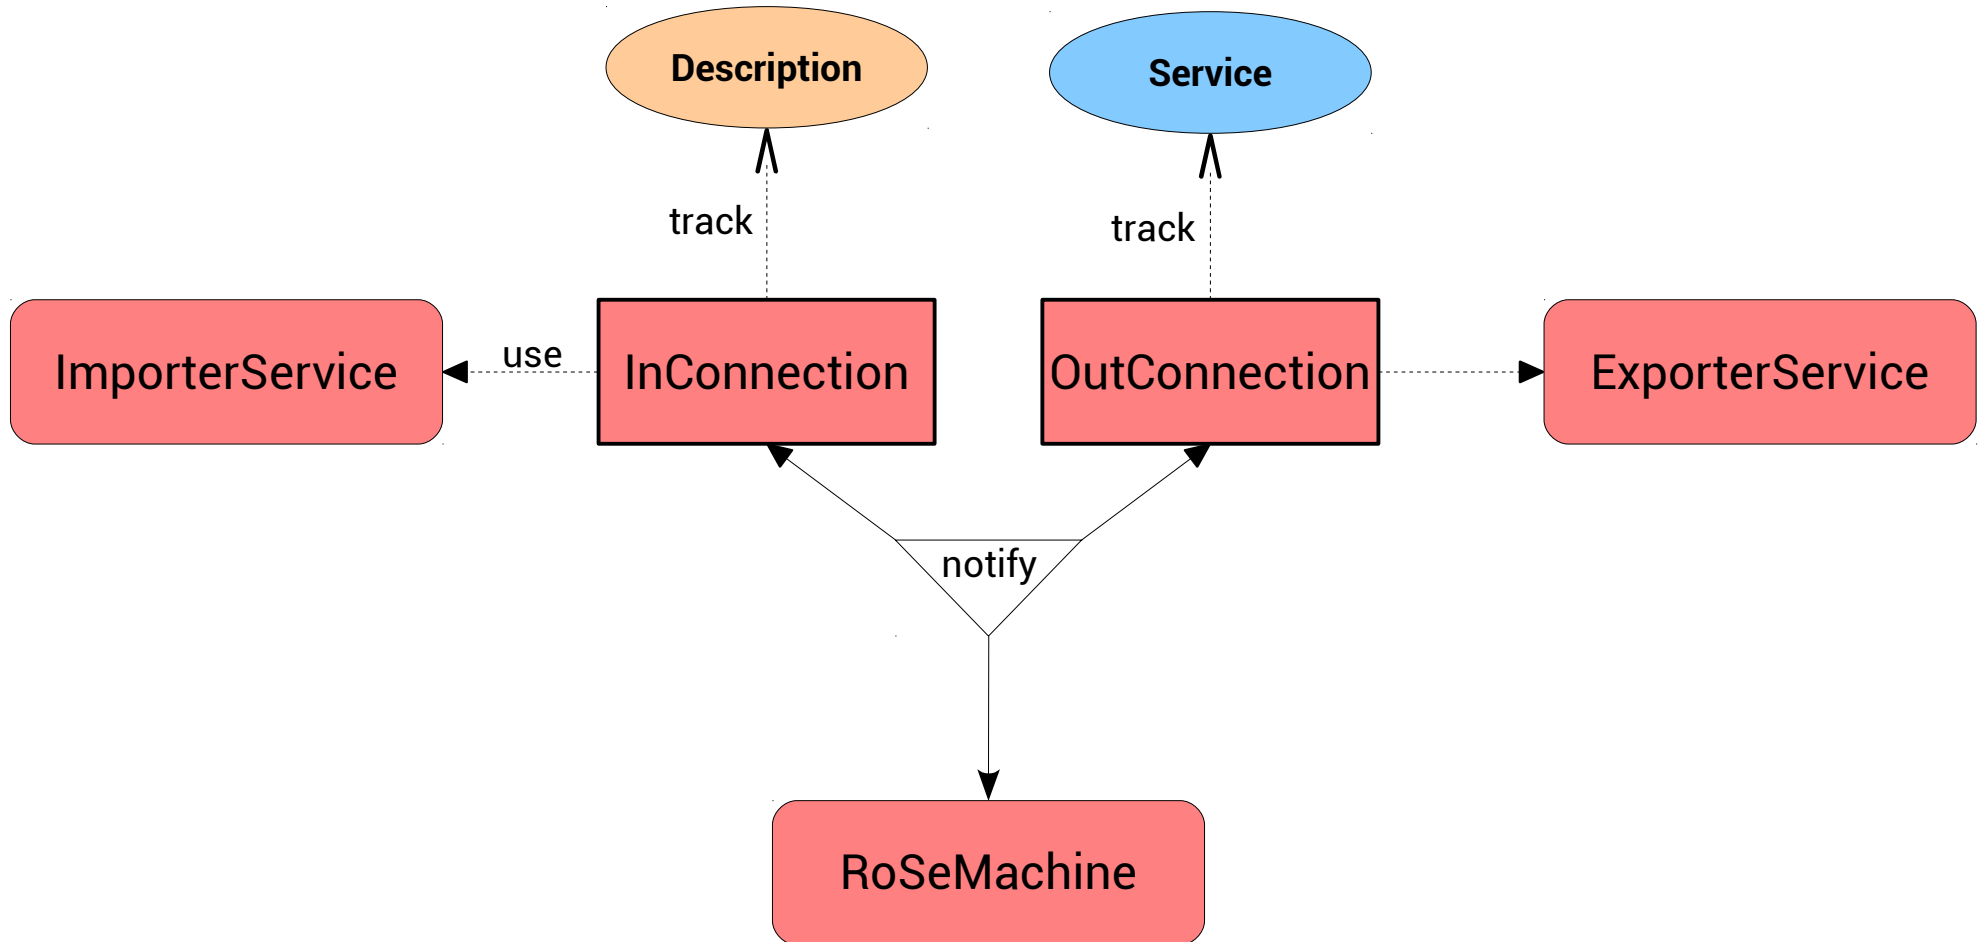 Description
Service
track
track
ImporterService
use
InConnection
OutConnection
ExporterService
notify
RoSeMachine